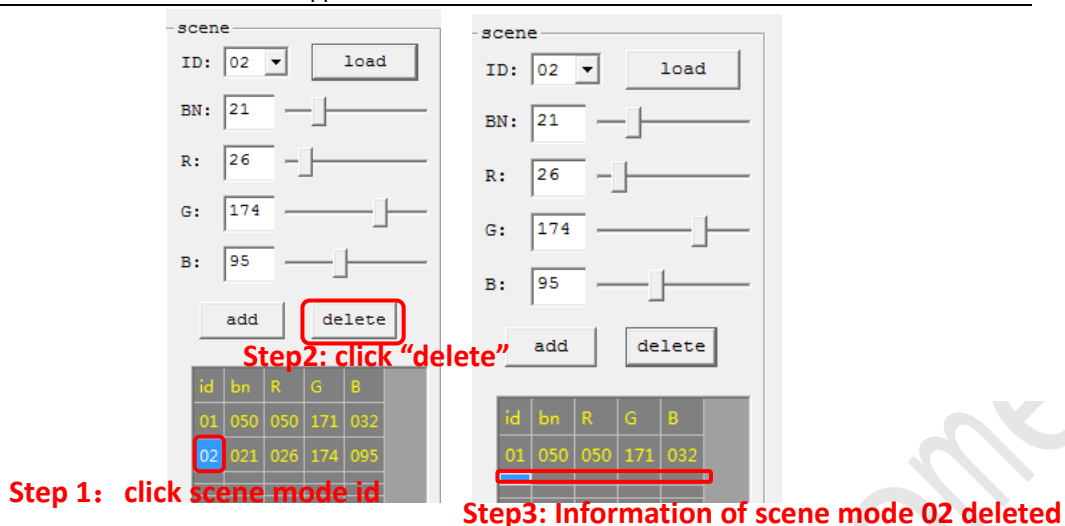 scene
ID: 02 load
BN: 21
R: 26
G: 174
B: 95
add delete
Step2: click “delete”
id bn R G B
01 050 050 171 032
02 021 026 174 095
Step 1： click scene mode id
scene
ID: 02 load
BN: 21
R: 26
G: 174
B: 95
add delete
id bn R G B
01 050 050 171 032
Step3: Information of scene mode 02 deleted